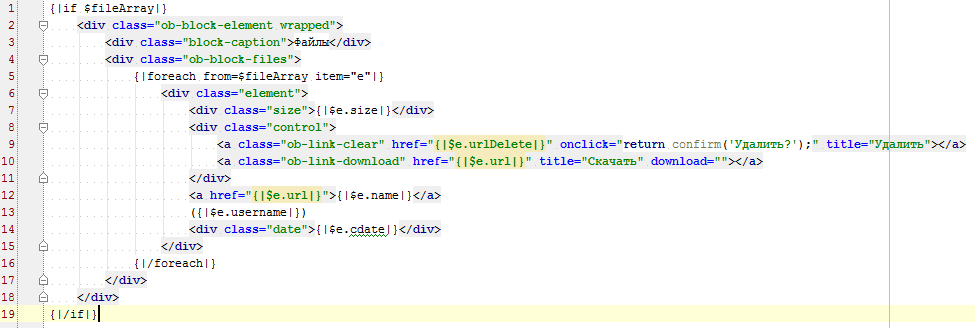 1 {|if $fileArray|}
2 <div class="ob-block-element wrapped">
3 <div class="block-caption">Файлы</div>
4 <div class="ob-block-files">
5 {|foreach from=$fileArray item="e"|}
6 <div class="element">
7 <div class="size">{|$e.size|}</div>
8 <div class="control">
9 <a class="ob-link-clear" href="{|$e.urlDelete|}" onclick="return confirm('Удалить?');" title="Удалить"></a>
10 <a class="ob-link-download" href="{|$e.url|}" title="Скачать" download=""></a>
11 </div>
12 <a href="{|$e.url|}">{|$e.name|}</a>
13 ({|$e.username|})
14 <div class="date">{|$e.cdate|}</div>
15 </div>
16 {|/foreach|}
17 </div>
18 </div>
19 {|/if|}